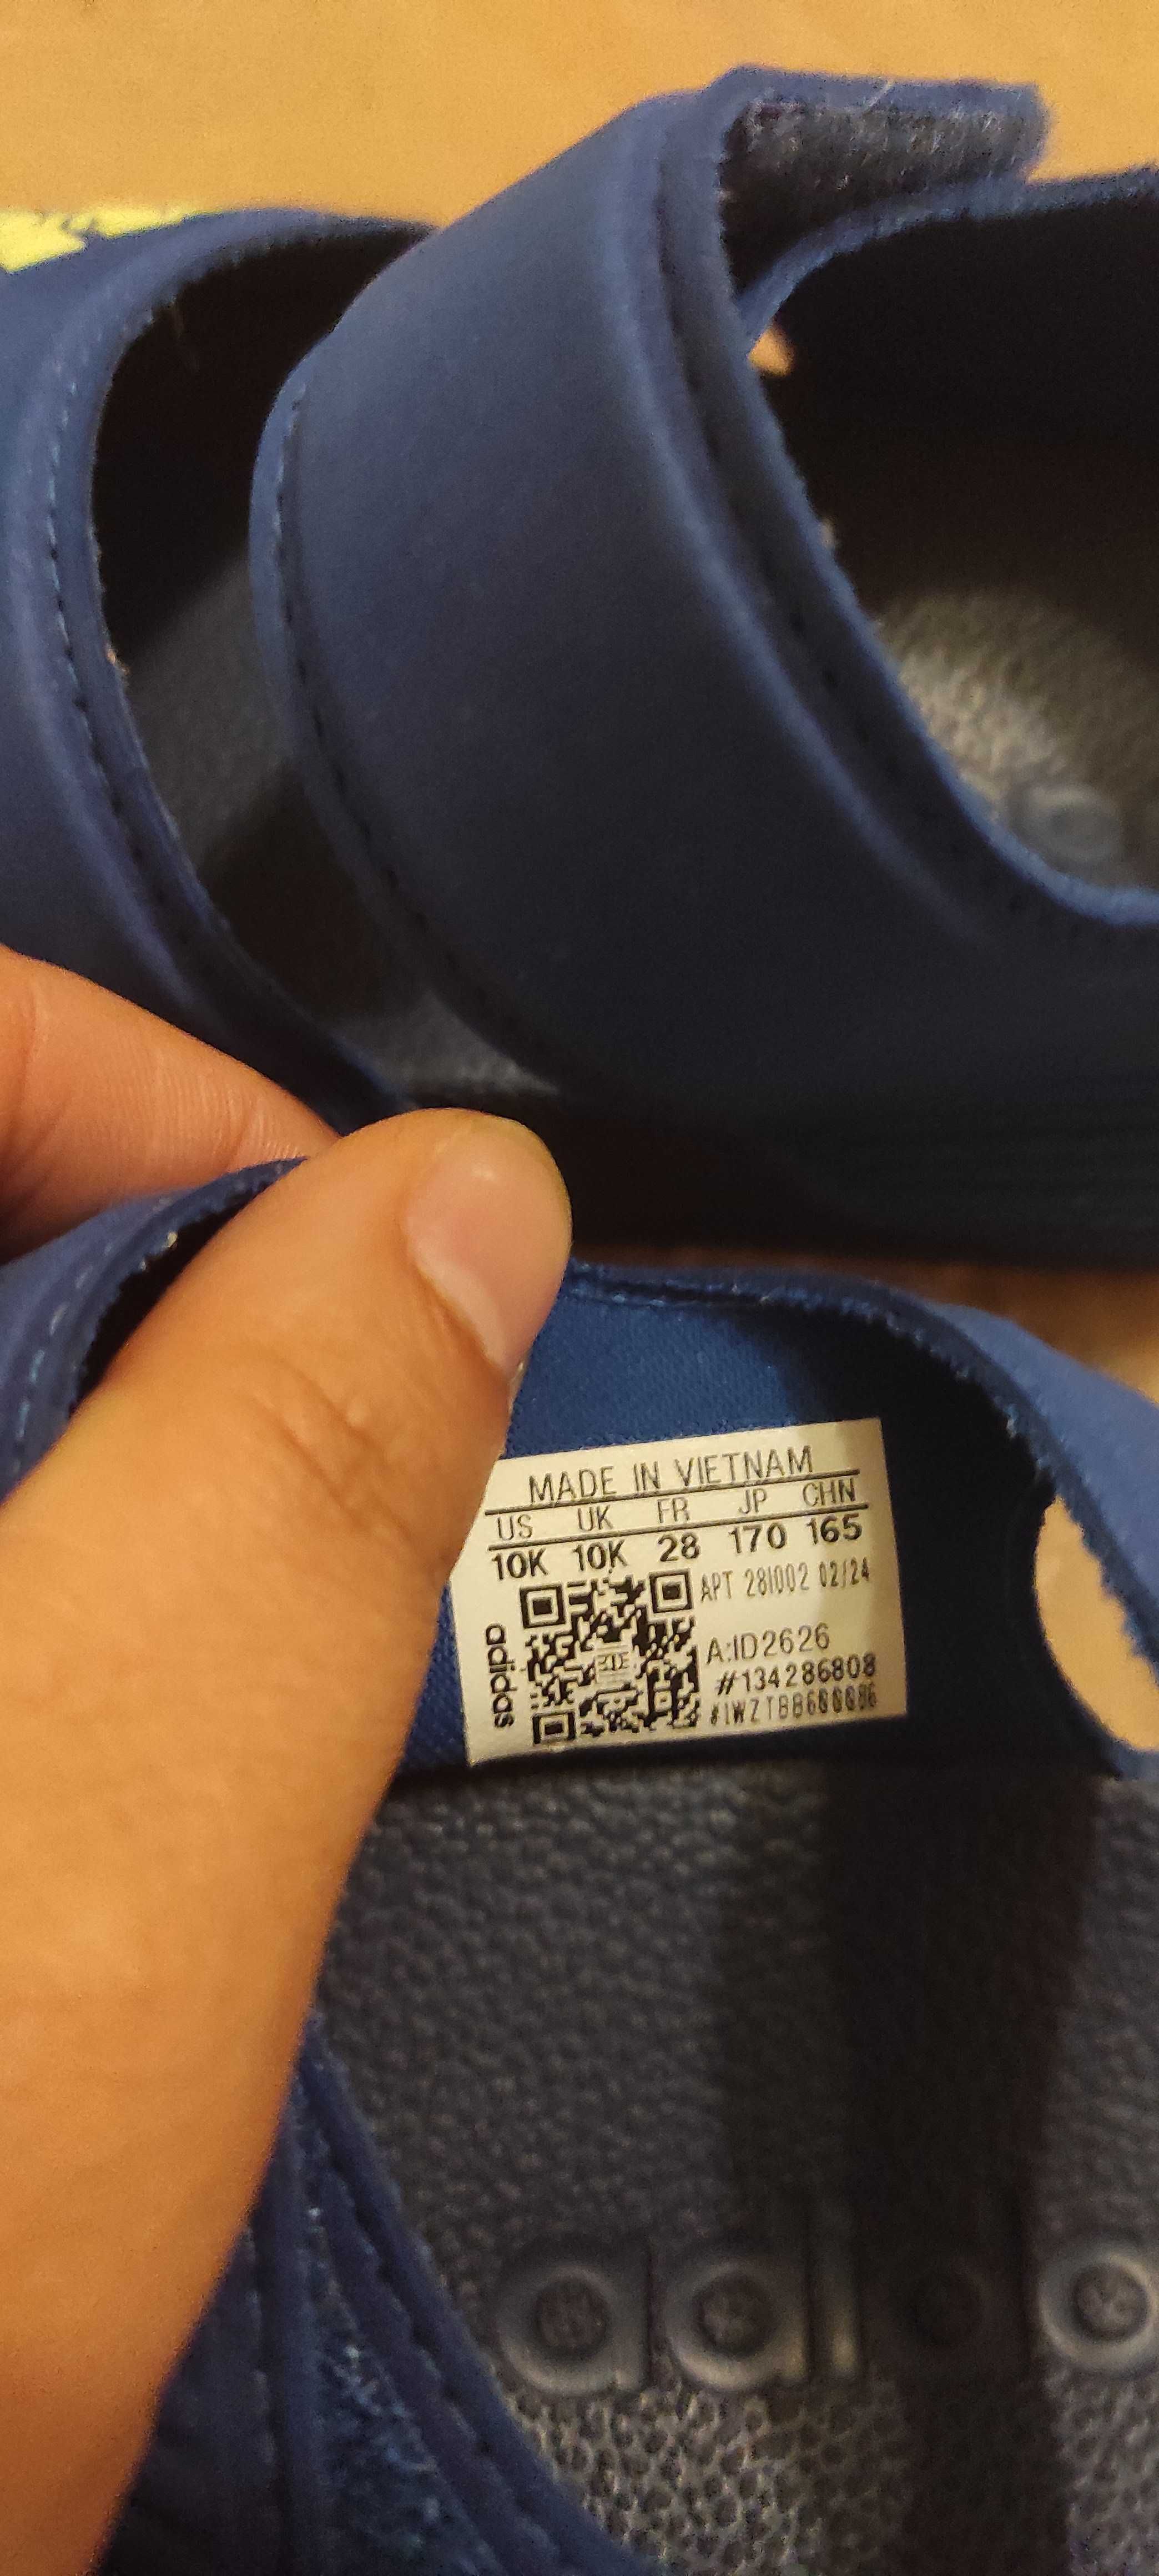 MADE IN VIETNAM
US UK FR JP CHN
10K 10K 28 170 165
APT 281002 02/24
adidas
A:ID2626
#134286808
adi